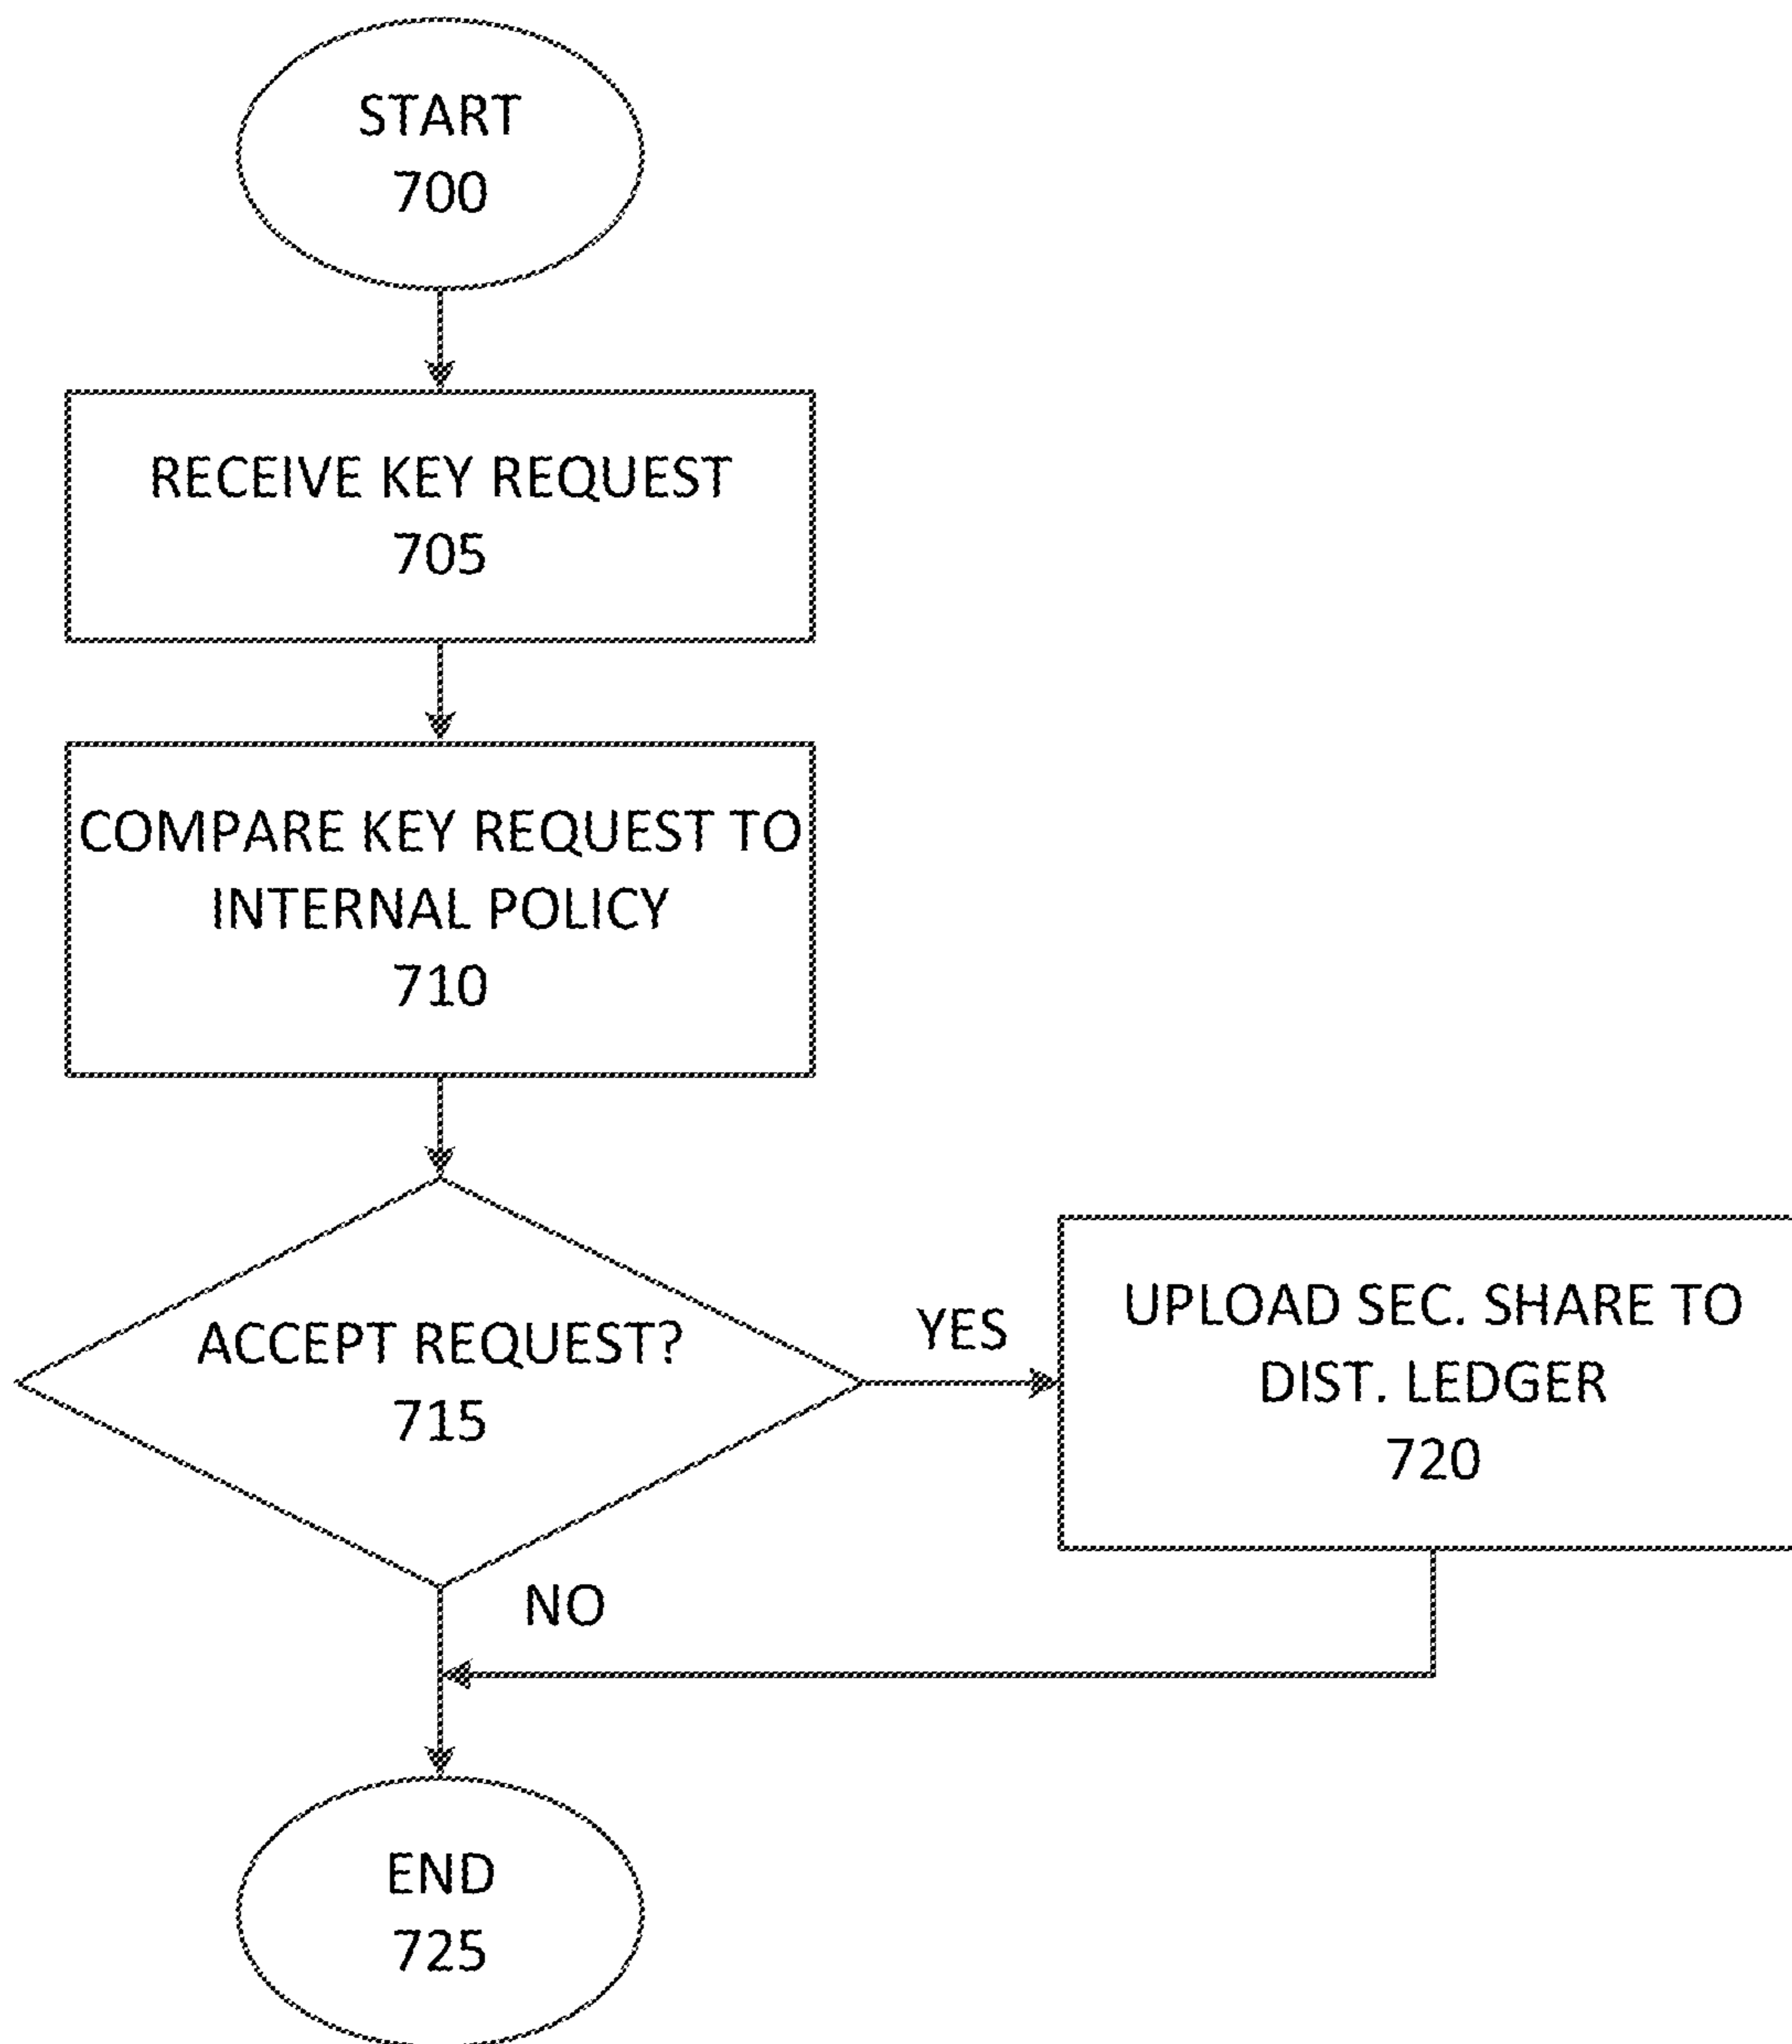 START
700
RECEIVE KEY REQUEST
705
COMPARE KEY REQUEST TO
INTERNAL POLICY
710
ACCEPT REQUEST?
715
YES
UPLOAD SEC. SHARE TO
DIST. LEDGER
720
NO
END
725